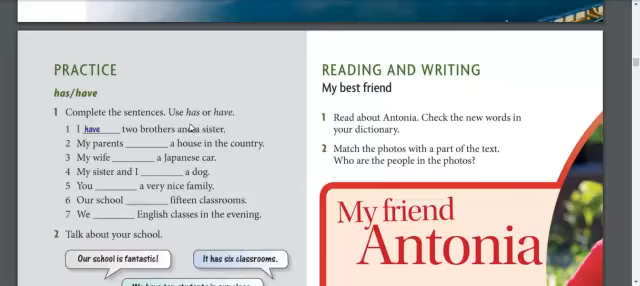 PRACTICE
has/have
1 Complete the sentences. Use has or have.
1 I have two brothers and a sister.
2 My parents ________ a house in the country.
3 My wife ________ a Japanese car.
4 My sister and I ________ a dog.
5 You ________ a very nice family.
6 Our school ________ fifteen classrooms.
7 We ________ English classes in the evening.
2 Talk about your school.
Our school is fantastic!
It has six classrooms.
READING AND WRITING
My best friend
1 Read about Antonia. Check the new words in
your dictionary.
2 Match the photos with a part of the text.
Who are the people in the photos?
My friend
Antonia